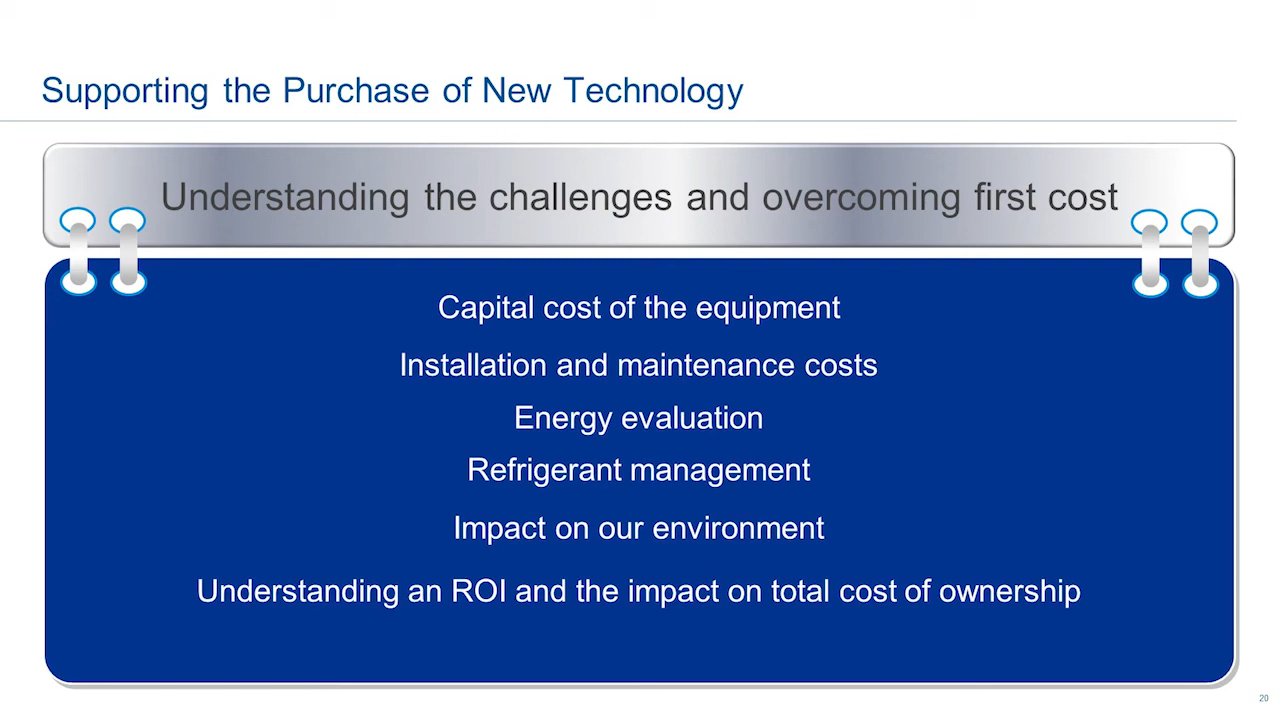 Supporting the Purchase of New Technology
Understanding the challenges and overcoming first cost
Capital cost of the equipment
Installation and maintenance costs
Energy evaluation
Refrigerant management
Impact on our environment
Understanding an ROI and the impact on total cost of ownership
20